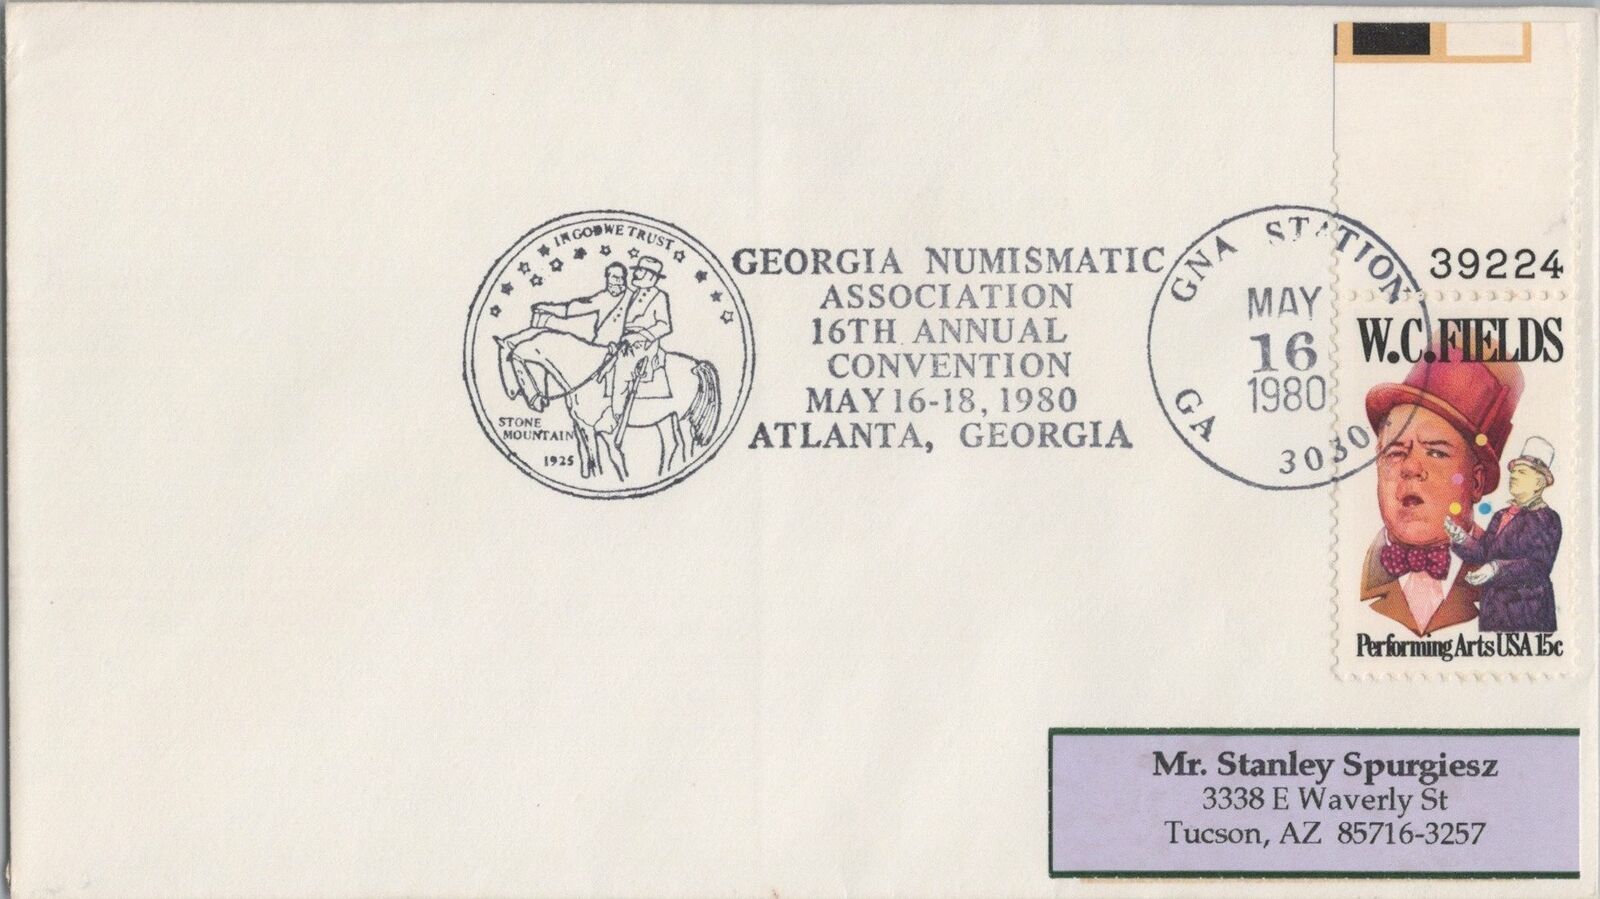 IN GOD WE TRUST
STONE
MOUNTAIN
1925
GEORGIA NUMISMATIC
ASSOCIATION
16TH ANNUAL
CONVENTION
MAY 16-18, 1980
ATLANTA, GEORGIA
GNA STATION
MAY
16
1980
GA
39224
W.C. FIELDS
Performing Arts USA 15c
Mr. Stanley Spurgiesz
3338 E Waverly St
Tucson, AZ 85716-3257